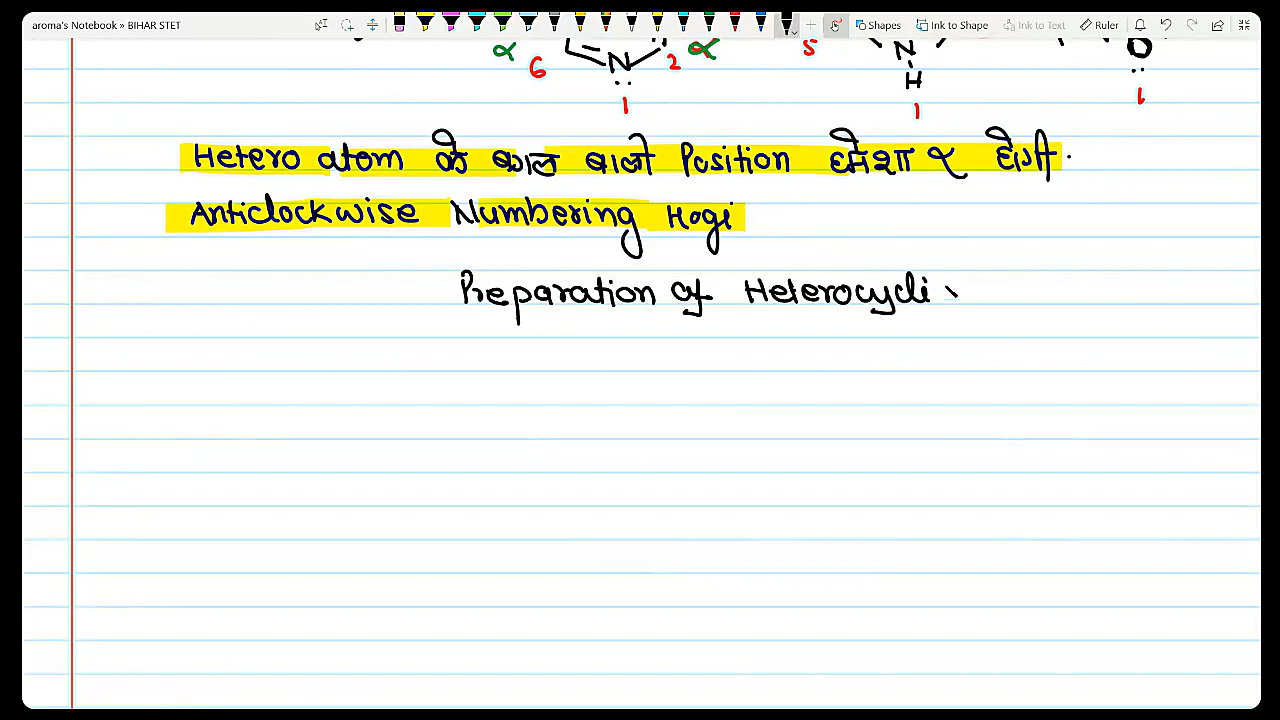 aroma's Notebook » BIHAR STET
Shapes Ink to Shape Ink to Text Ruler
α 6 N 2 α 5 N O
1 H 1 1
Hetero atom के वाली Position हमेशा α होगी.
Anticlockwise Numbering Hogi
Preparation of Heterocycli